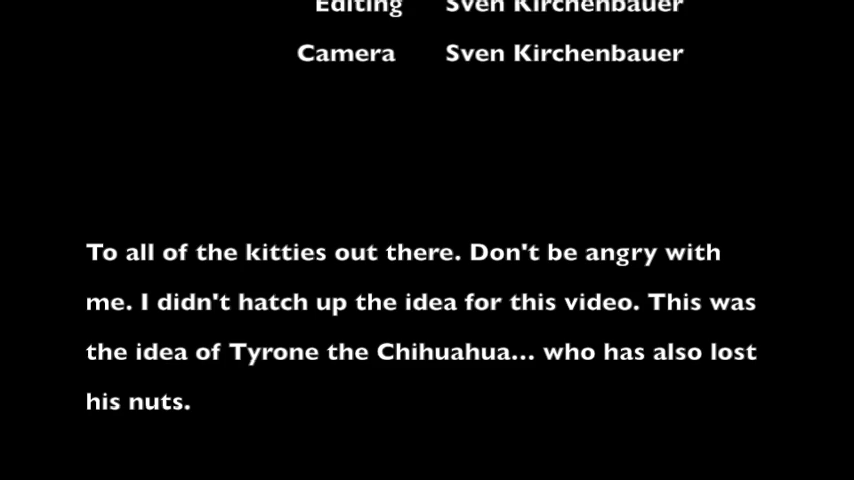 Editing Sven Kirchenbauer
Camera Sven Kirchenbauer
To all of the kitties out there. Don't be angry with
me. I didn't hatch up the idea for this video. This was
the idea of Tyrone the Chihuahua... who has also lost
his nuts.